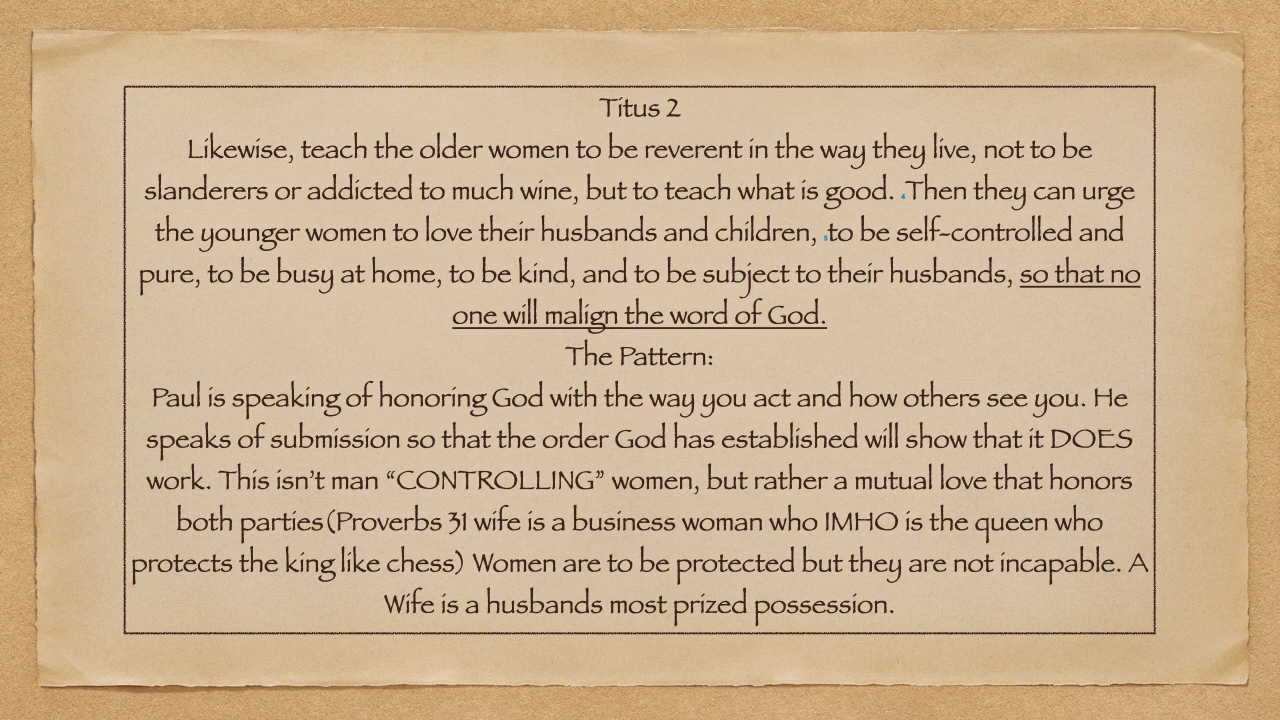 Titus 2
Likewise, teach the older women to be reverent in the way they live, not to be
slanderers or addicted to much wine, but to teach what is good. Then they can urge
the younger women to love their husbands and children, to be self-controlled and
pure, to be busy at home, to be kind, and to be subject to their husbands, so that no
one will malign the word of God.
The Pattern:
Paul is speaking of honoring God with the way you act and how others see you. He
speaks of submission so that the order God has established will show that it DOES
work. This isn’t man “CONTROLLING” women, but rather a mutual love that honors
both parties(Proverbs 31 wife is a business woman who IMHO is the queen who
protects the king like chess) Women are to be protected but they are not incapable. A
Wife is a husbands most prized possession.